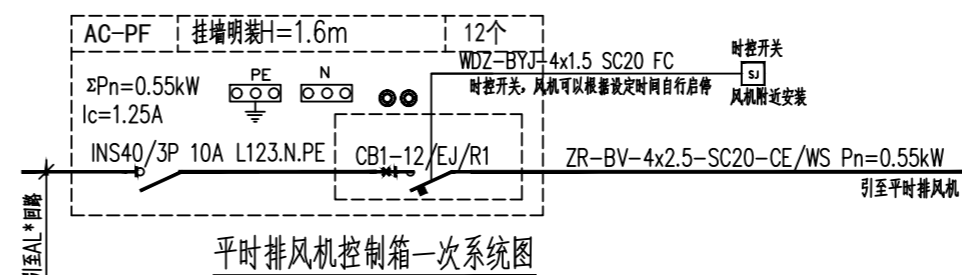 AC-PF 挂墙明装H=1.6m 12个
WDZ-BYJ-4x1.5 SC20 FC
时控开关
SJ
时控开关,风机可以根据设定时间自行启停
风机附近安装
ΣPn=0.55kW
Ic=1.25A
PE
N
INS40/3P 10A L123.N.PE
CB1-12/EJ/R1
ZR-BV-4x2.5-SC20-CE/WS Pn=0.55kW
引至平时排风机
引至AL*回路
平时排风机控制箱一次系统图